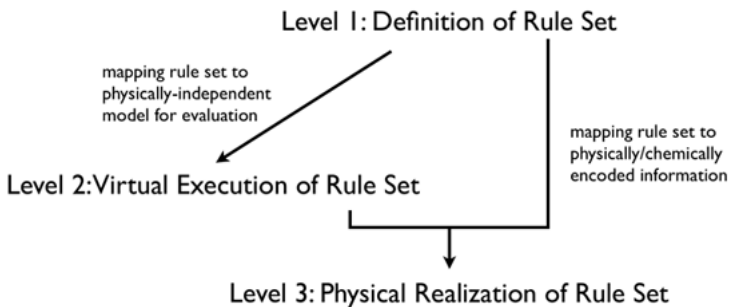 Level 1: Definition of Rule Set
mapping rule set to
physically-independent
model for evaluation
mapping rule set to
physically/chemically
encoded information
Level 2:Virtual Execution of Rule Set
Level 3: Physical Realization of Rule Set